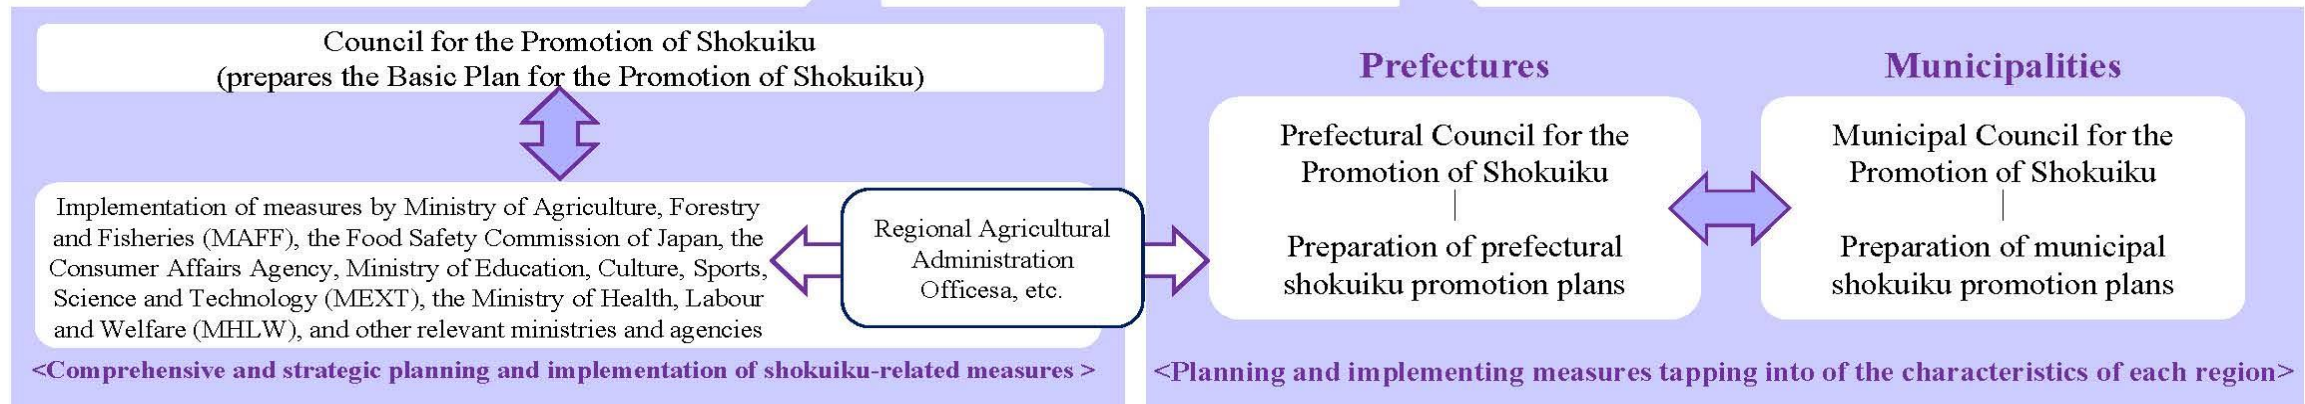 Council for the Promotion of Shokuiku
(prepares the Basic Plan for the Promotion of Shokuiku)
Implementation of measures by Ministry of Agriculture, Forestry
and Fisheries (MAFF), the Food Safety Commission of Japan, the
Consumer Affairs Agency, Ministry of Education, Culture, Sports,
Science and Technology (MEXT), the Ministry of Health, Labour
and Welfare (MHLW), and other relevant ministries and agencies
<Comprehensive and strategic planning and implementation of shokuiku-related measures >
Regional Agricultural
Administration
Officesa, etc.
Prefectures
Prefectural Council for the
Promotion of Shokuiku
Preparation of prefectural
shokuiku promotion plans
Municipalities
Municipal Council for the
Promotion of Shokuiku
Preparation of municipal
shokuiku promotion plans
<Planning and implementing measures tapping into of the characteristics of each region>